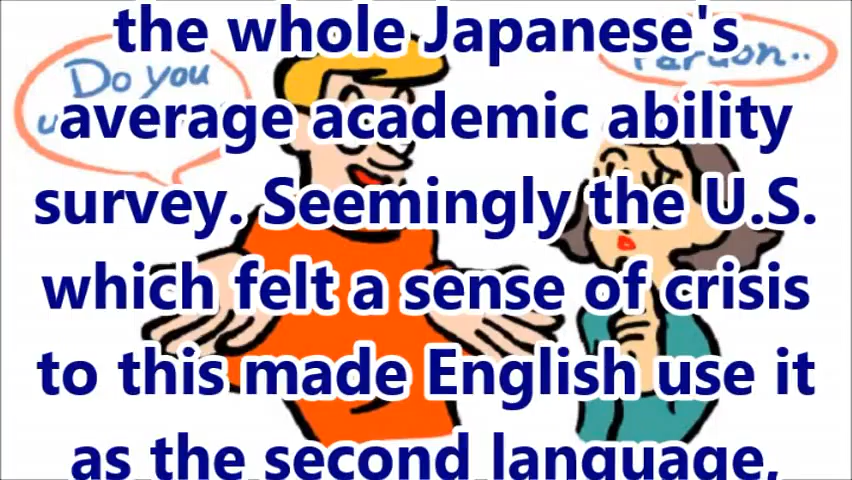 the whole Japanese's
Do you
average academic ability
survey. Seemingly the U.S.
which felt a sense of crisis
to this made English use it
as the second language,